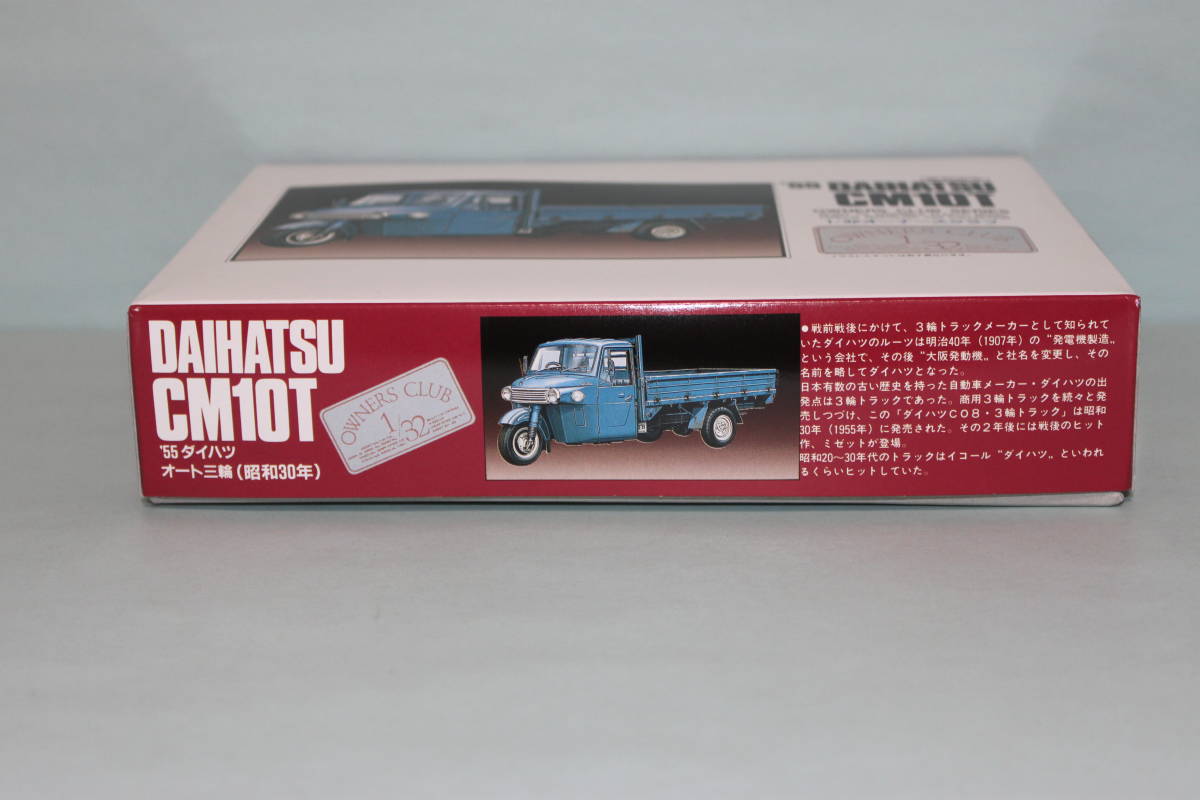 '55 DAIHATSU
CM10T
OWNERS CLUB SERIES
OWNERS CLUB
1/32
DAIHATSU
CM10T
'55 ダイハツ
オート三輪(昭和30年)
OWNERS CLUB
1/32
●戦前戦後にかけて、3輪トラックメーカーとして知られて
いたダイハツのルーツは明治40年(1907年)の“発電機製造„
という会社で、その後“大阪発動機„と社名を変更し、その
名前を略してダイハツとなった。
日本有数の古い歴史を持った自動車メーカー・ダイハツの出
発点は3輪トラックであった。商用3輪トラックを続々と発
売しつづけ、この「ダイハツCO8・3輪トラック」は昭和
30年(1955年)に発売された。その2年後には戦後のヒット
作、ミゼットが登場。
昭和20〜30年代のトラックはイコール“ダイハツ„といわれ
るくらいヒットしていた。